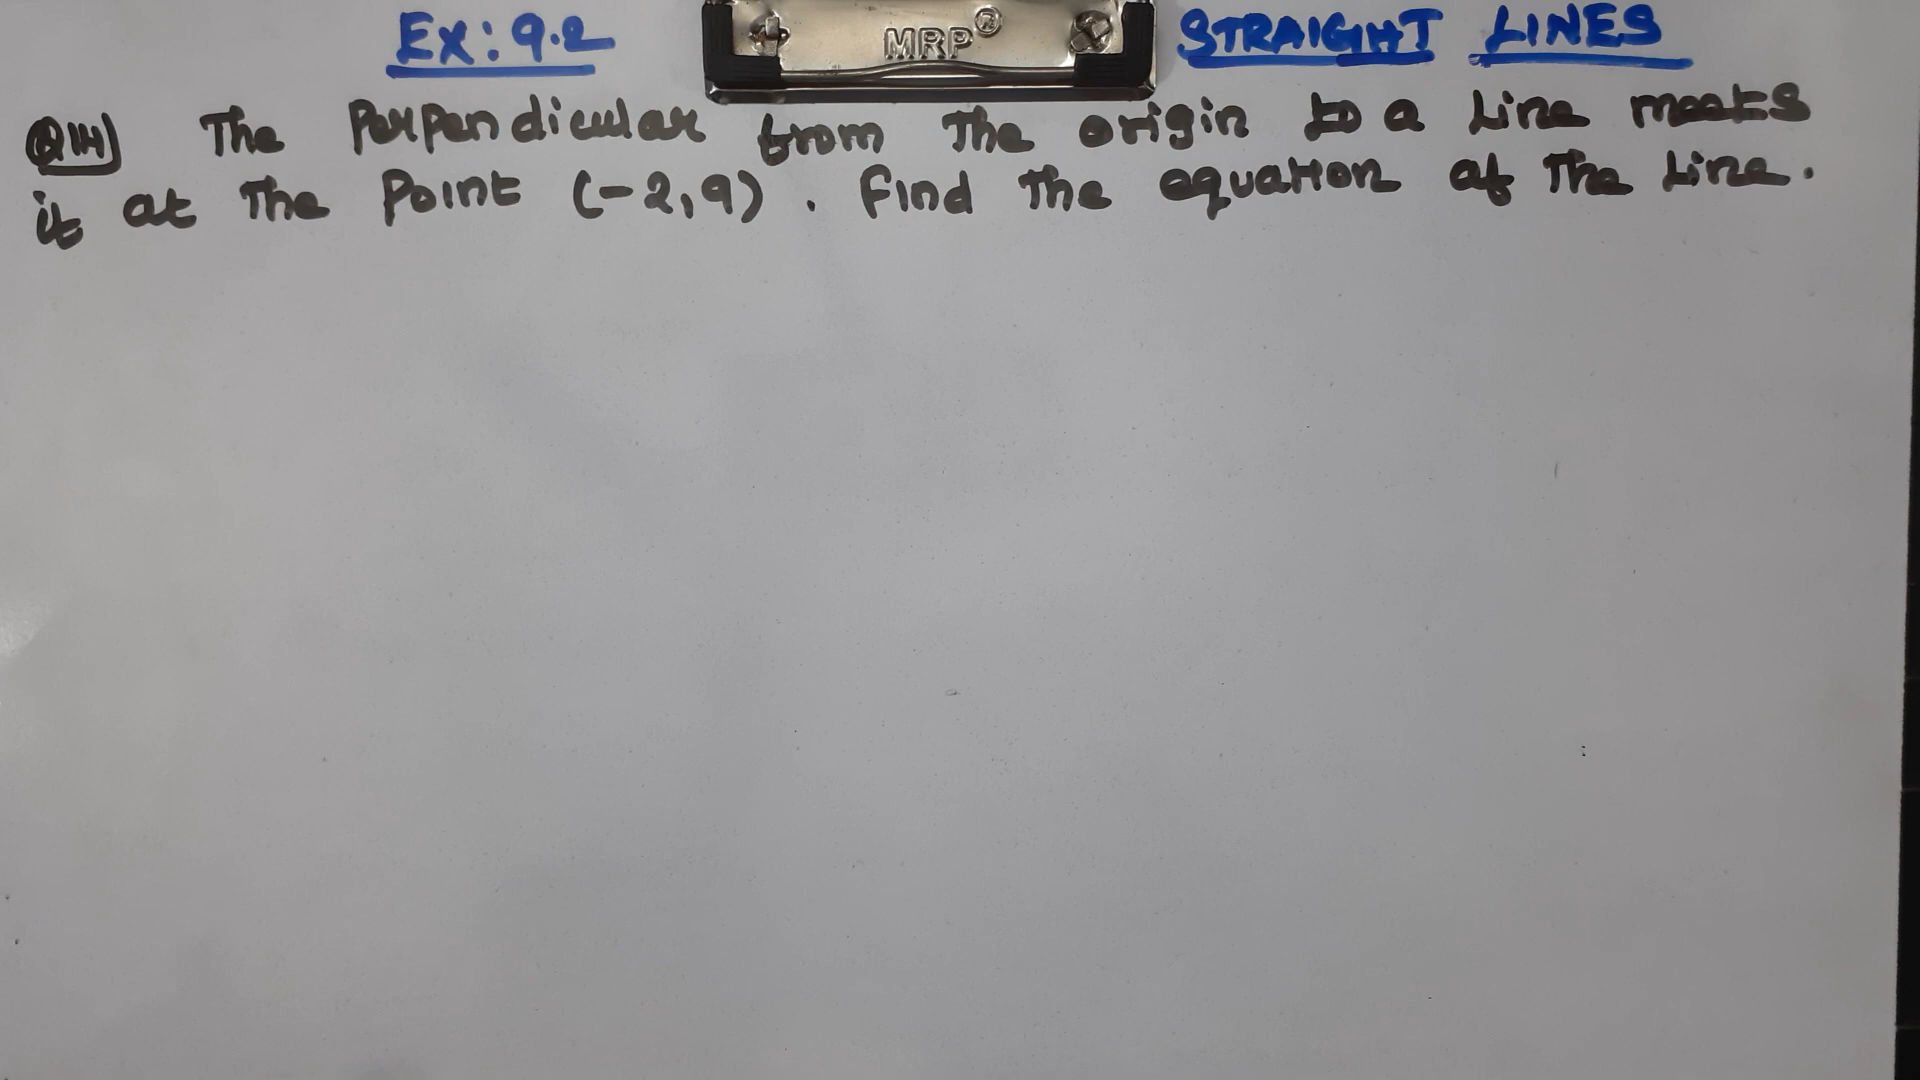 EX: 9.2 MRP® STRAIGHT LINES
Q14) The Perpendicular from The origin to a Line meets
it at The Point (-2,9). Find The equation of The Line.